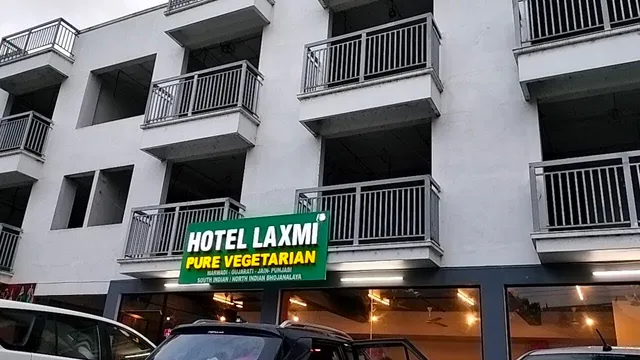 HOTEL LAXMI
PURE VEGETARIAN
MARWADI - GUJARATI - JAIN - PUNJABI
SOUTH INDIAN | NORTH INDIAN BHOJANALAYA